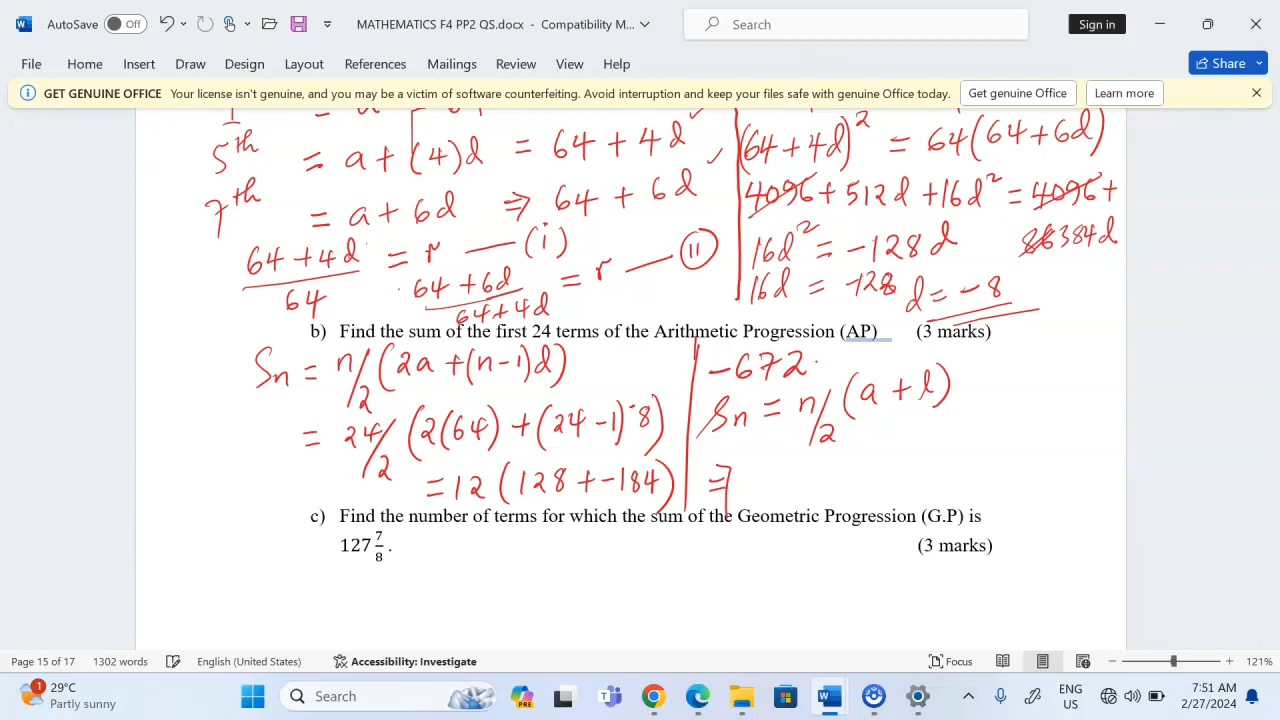 AutoSave Off MATHEMATICS F4 PP2 QS.docx - Compatibility M... Search Sign in
File Home Insert Draw Design Layout References Mailings Review View Help Share
GET GENUINE OFFICE Your license isn't genuine, and you may be a victim of software counterfeiting. Avoid interruption and keep your files safe with genuine Office today. Get genuine Office Learn more
5th = a + (4)d = 64 + 4d
7th = a + 6d ⇒ 64 + 6d
64 + 4d / 64 = r — (i)
64 + 6d / 64 + 4d = r — (11)
(64 + 4d)² = 64(64 + 6d)
4096 + 512d + 16d² = 4096 +
384d
16d² = -128d
16d = -128 d = -8
b) Find the sum of the first 24 terms of the Arithmetic Progression (AP) (3 marks)
Sn = n/2 (2a + (n-1)d)
= 24/2 (2(64) + (24-1)-8)
= 12 (128 + -184)
-672
Sn = n/2 (a + l)
=
c) Find the number of terms for which the sum of the Geometric Progression (G.P) is
127 7/8 . (3 marks)
Page 15 of 17 1302 words English (United States) Accessibility: Investigate Focus 121%
1 29°C Partly sunny Search ENG US 7:51 AM 2/27/2024